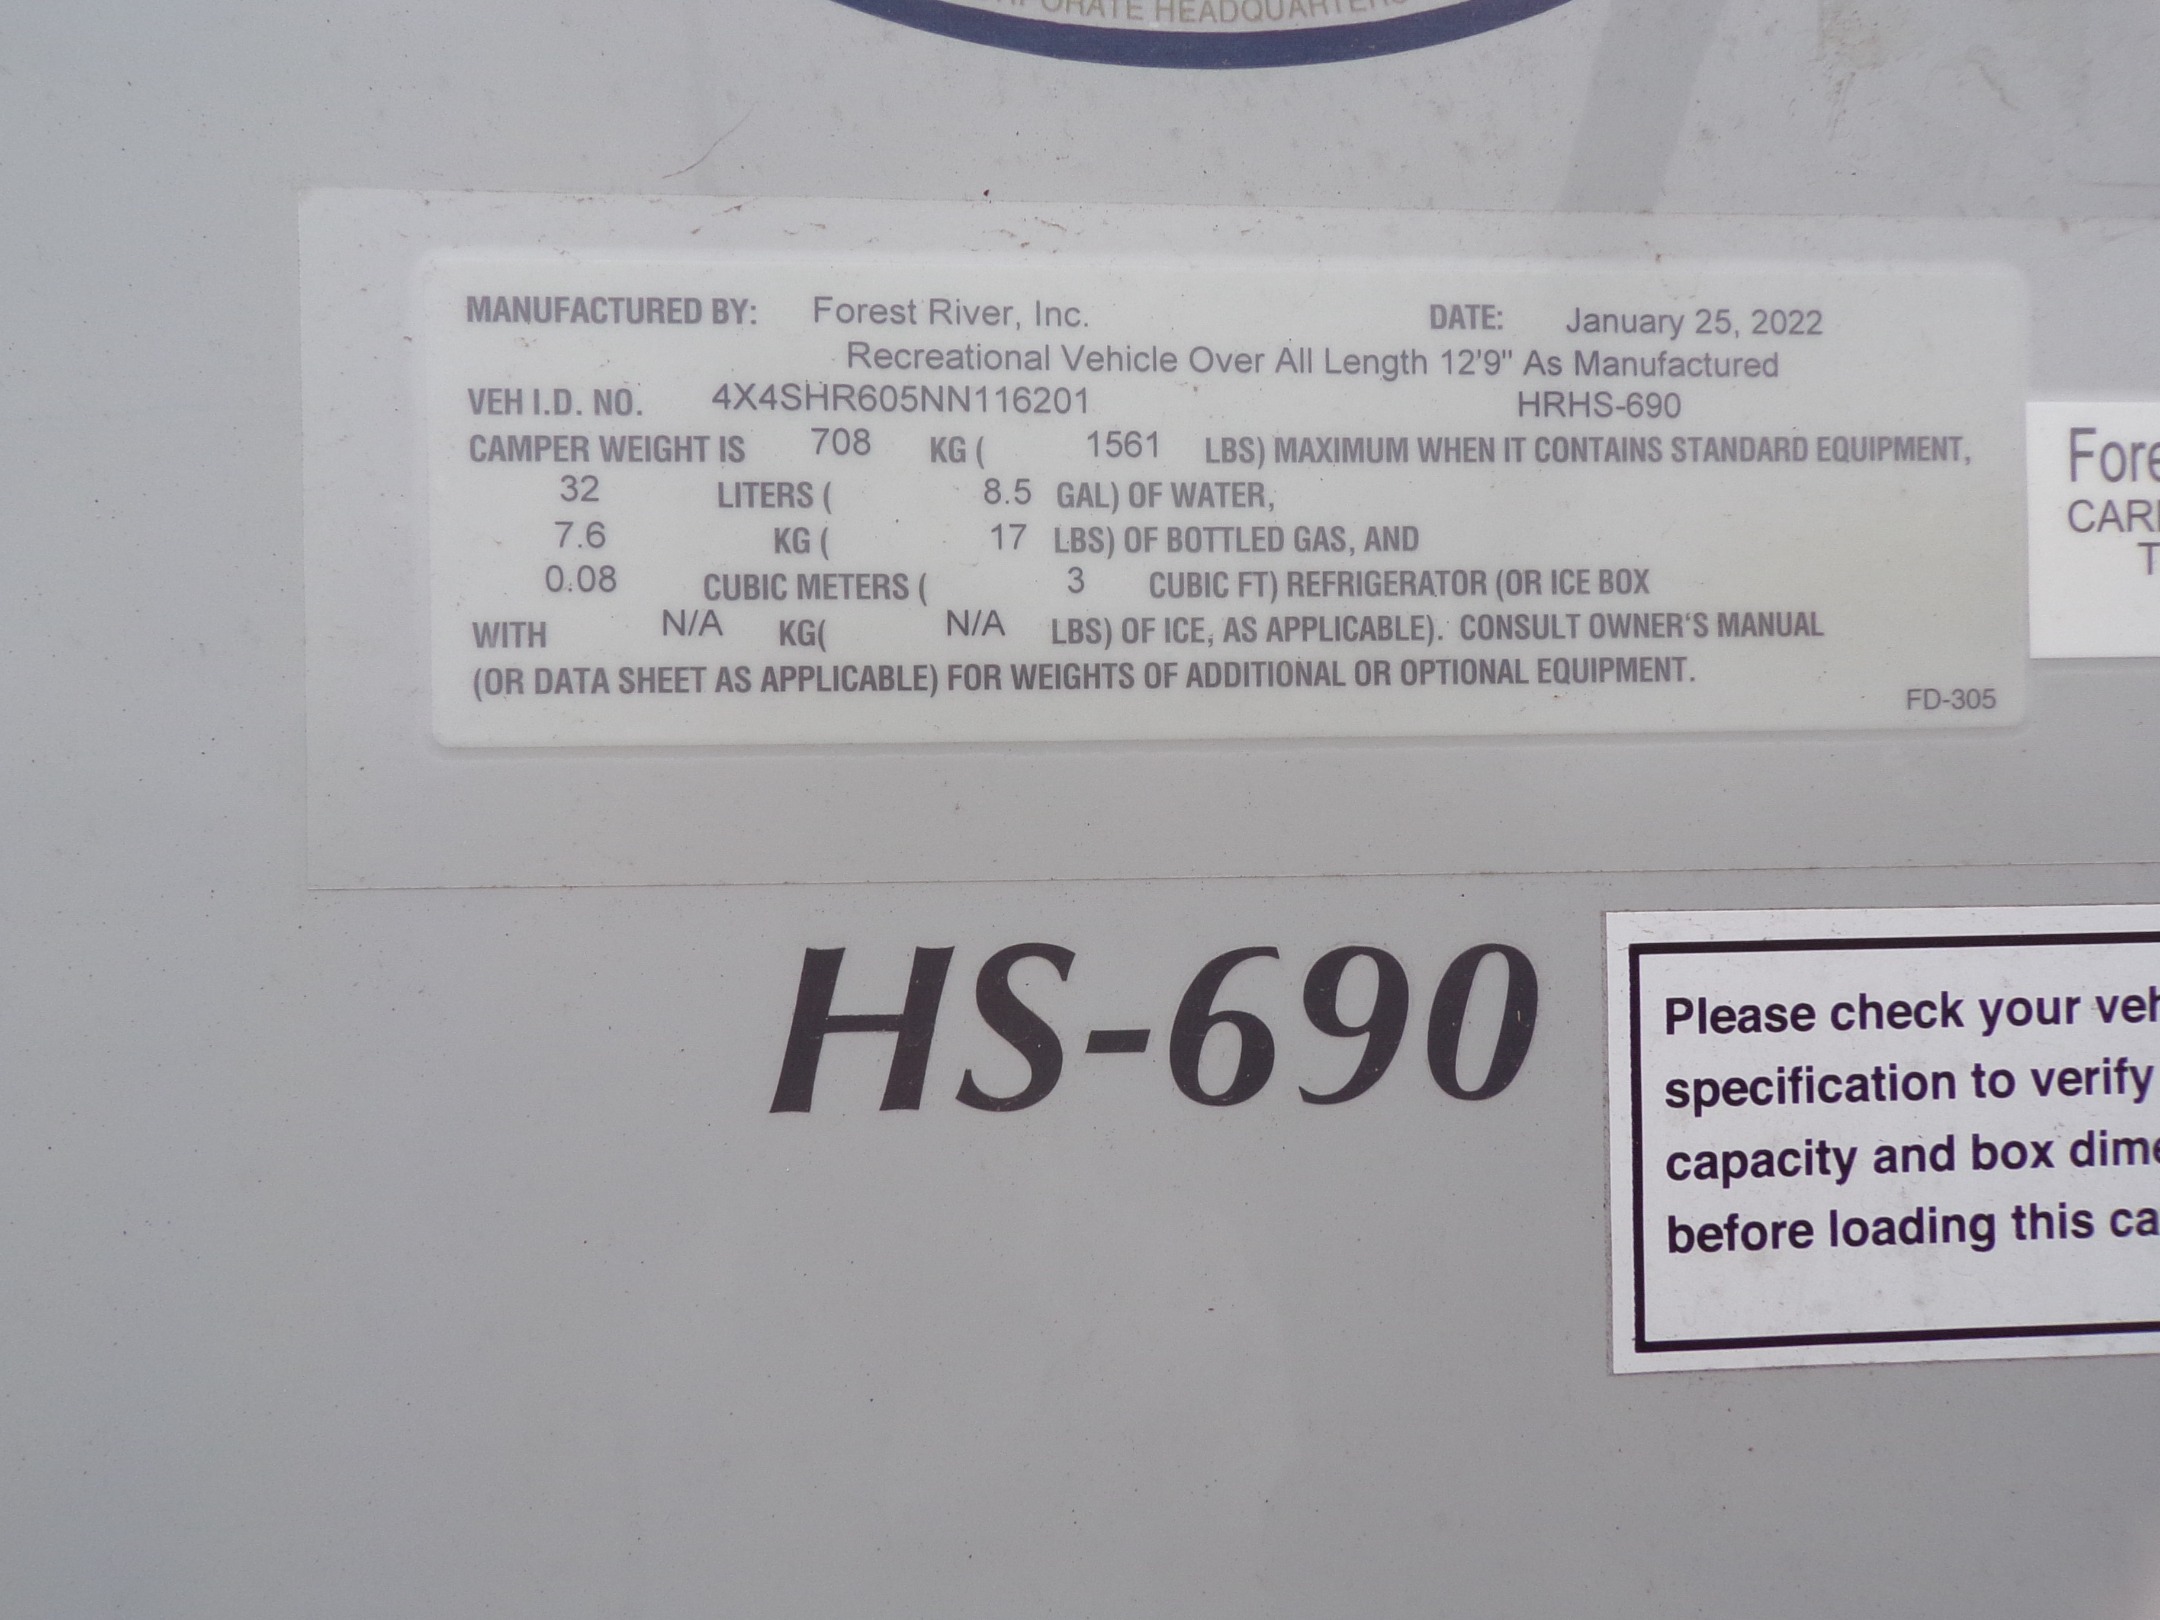 CORPORATE HEADQUARTERS
MANUFACTURED BY: Forest River, Inc. DATE: January 25, 2022
Recreational Vehicle Over All Length 12'9" As Manufactured
VEH I.D. NO. 4X4SHR605NN116201 HRHS-690
CAMPER WEIGHT IS 708 KG ( 1561 LBS) MAXIMUM WHEN IT CONTAINS STANDARD EQUIPMENT,
32 LITERS ( 8.5 GAL) OF WATER,
7.6 KG ( 17 LBS) OF BOTTLED GAS, AND
0.08 CUBIC METERS ( 3 CUBIC FT) REFRIGERATOR (OR ICE BOX
WITH N/A KG( N/A LBS) OF ICE, AS APPLICABLE). CONSULT OWNER'S MANUAL
(OR DATA SHEET AS APPLICABLE) FOR WEIGHTS OF ADDITIONAL OR OPTIONAL EQUIPMENT.
FD-305
Fore
CAR
T
HS-690
Please check your veh
specification to verify
capacity and box dime
before loading this ca